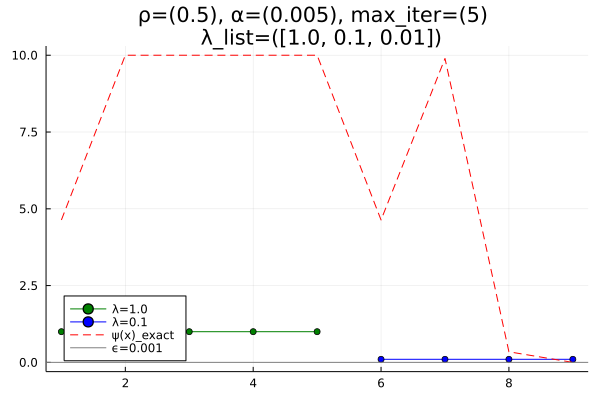 ρ=(0.5), α=(0.005), max_iter=(5)
λ_list=([1.0, 0.1, 0.01])
10.0
7.5
5.0
2.5
0.0
λ=1.0
λ=0.1
ψ(x)_exact
ϵ=0.001
2 4 6 8